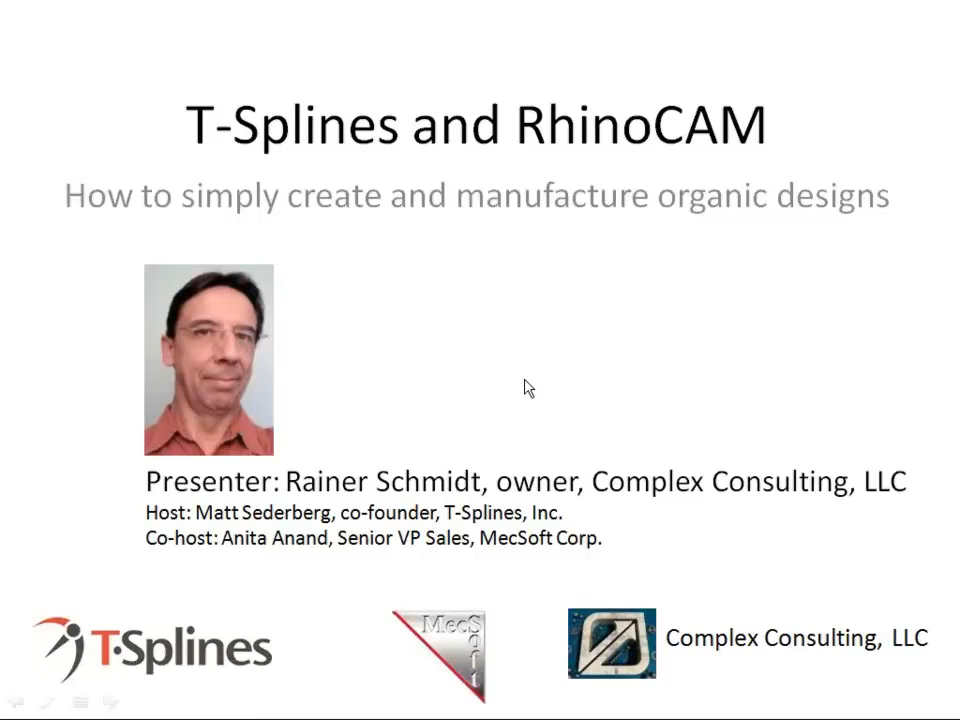 T-Splines and RhinoCAM
How to simply create and manufacture organic designs
Presenter: Rainer Schmidt, owner, Complex Consulting, LLC
Host: Matt Sederberg, co-founder, T-Splines, Inc.
Co-host: Anita Anand, Senior VP Sales, MecSoft Corp.
T·Splines
MecSoft
Complex Consulting, LLC